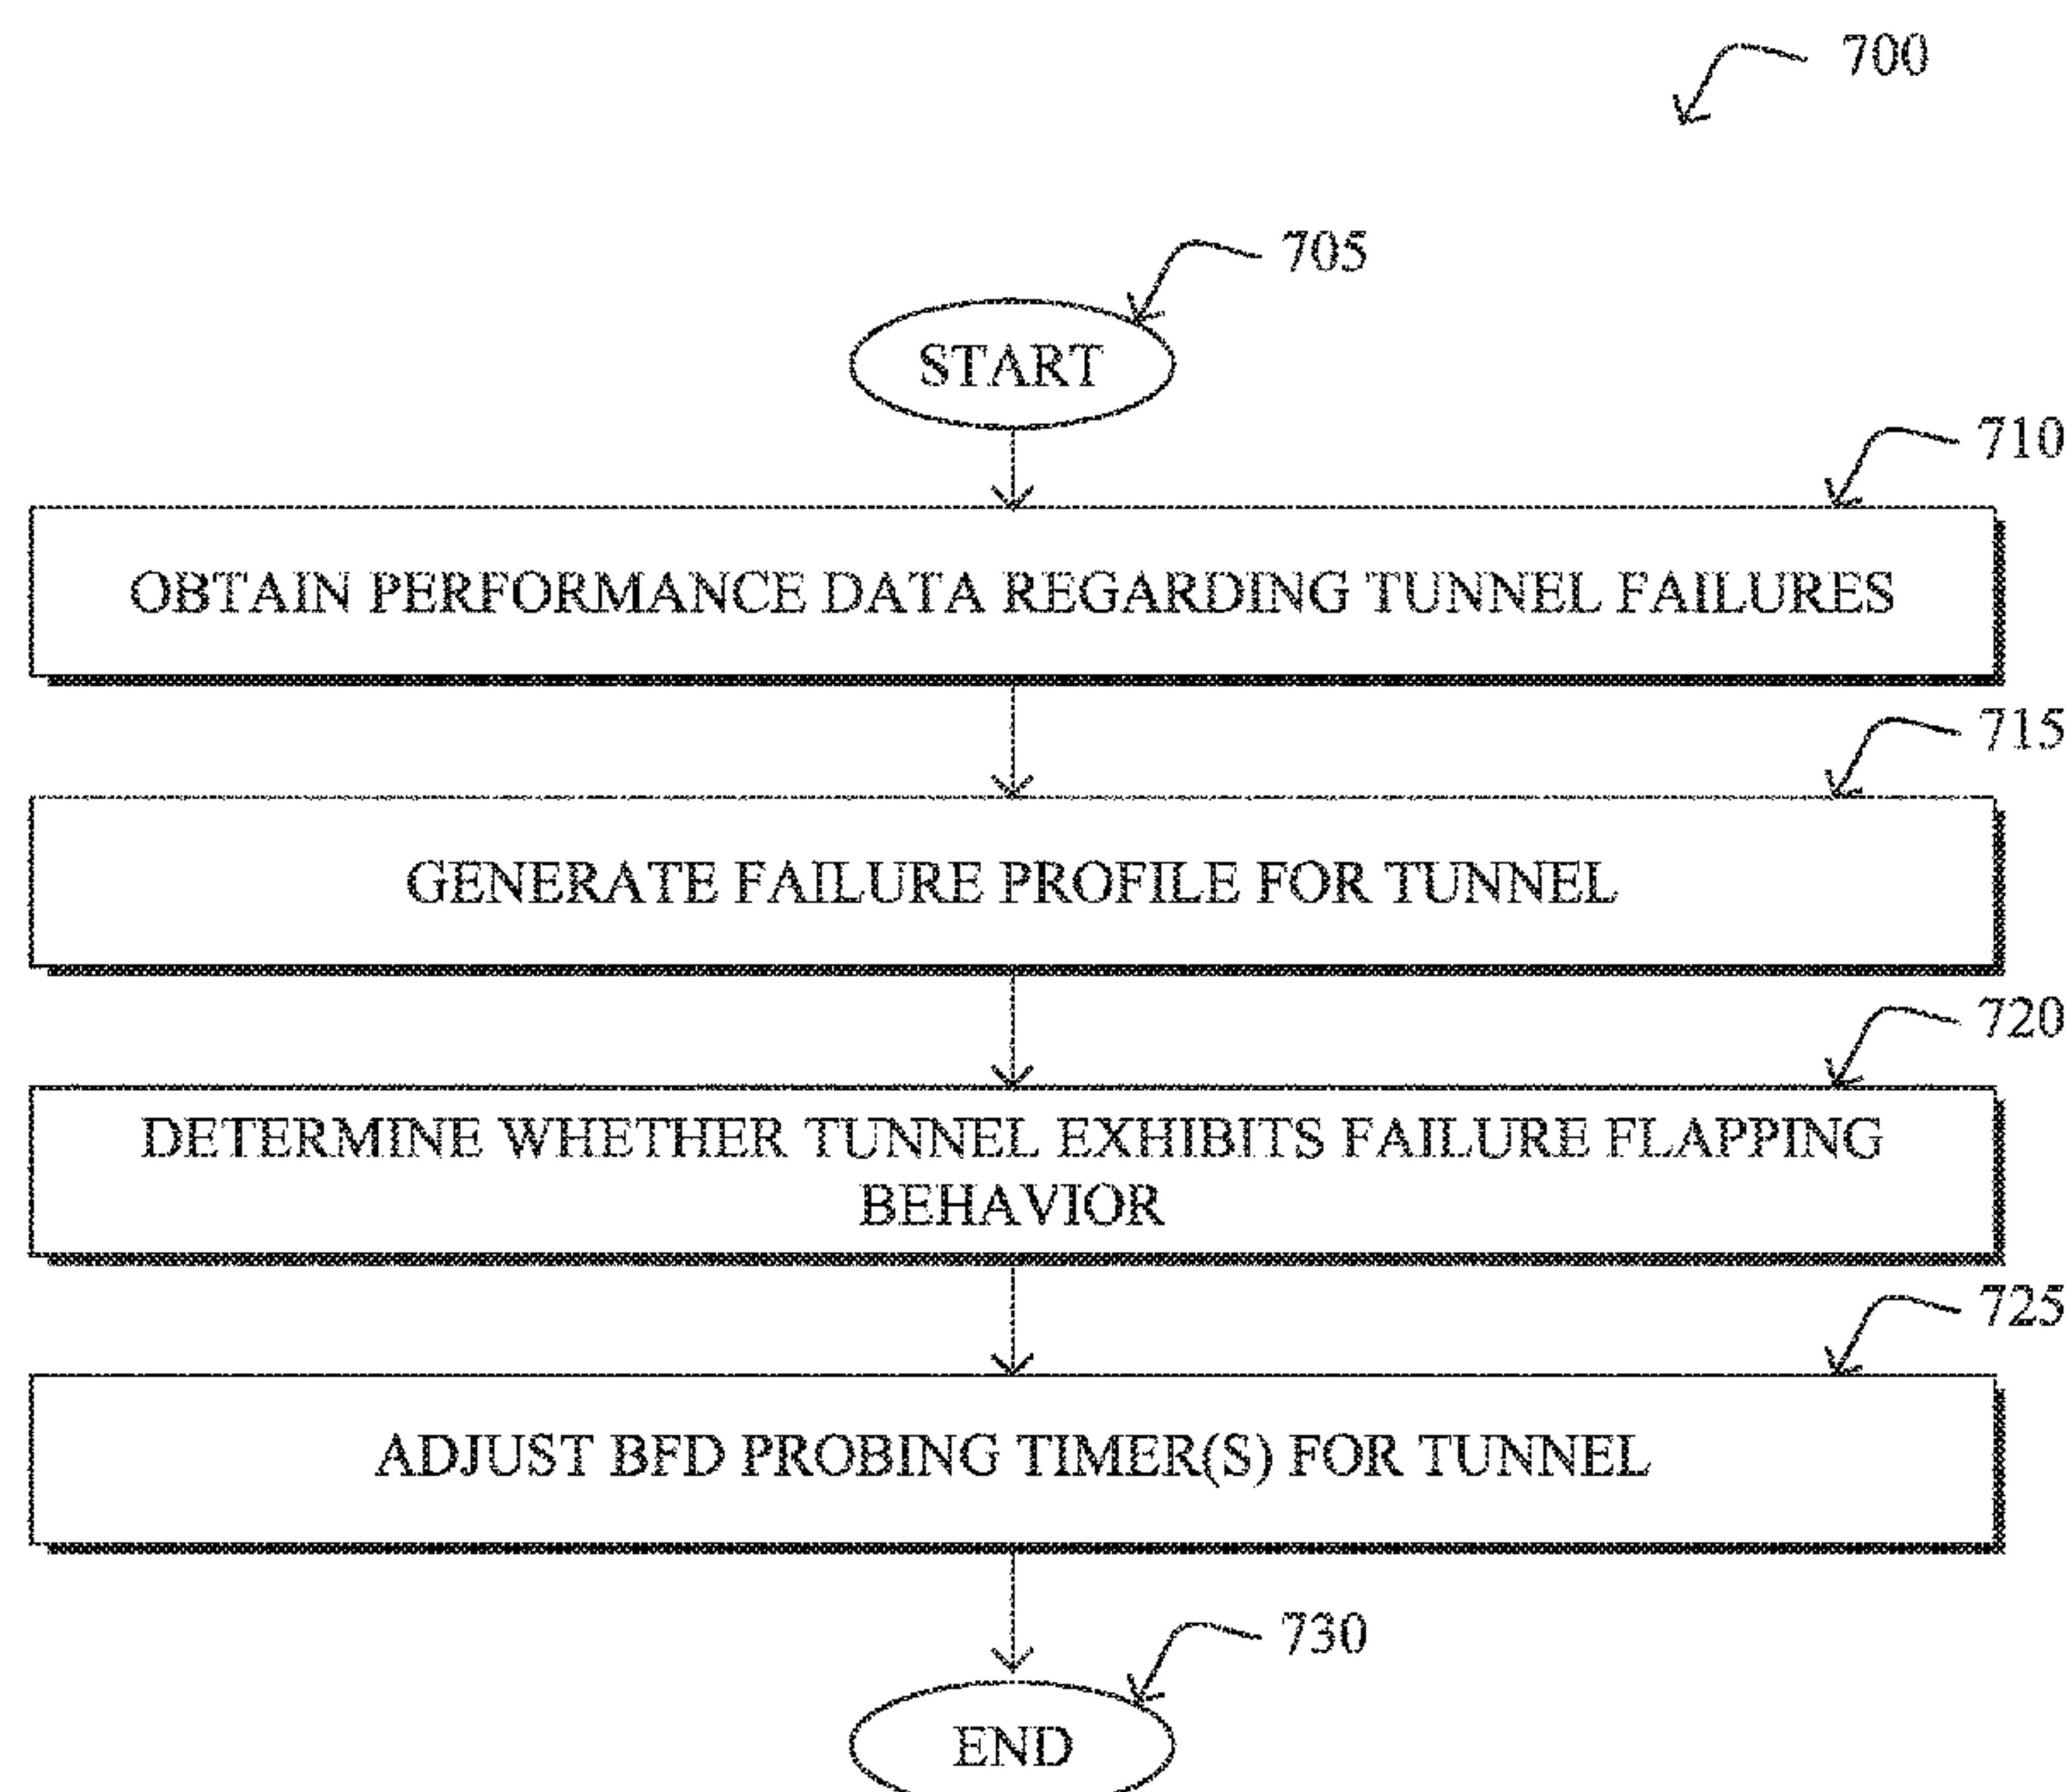 700
705
START
710
OBTAIN PERFORMANCE DATA REGARDING TUNNEL FAILURES
715
GENERATE FAILURE PROFILE FOR TUNNEL
720
DETERMINE WHETHER TUNNEL EXHIBITS FAILURE FLAPPING
BEHAVIOR
725
ADJUST BFD PROBING TIMER(S) FOR TUNNEL
730
END